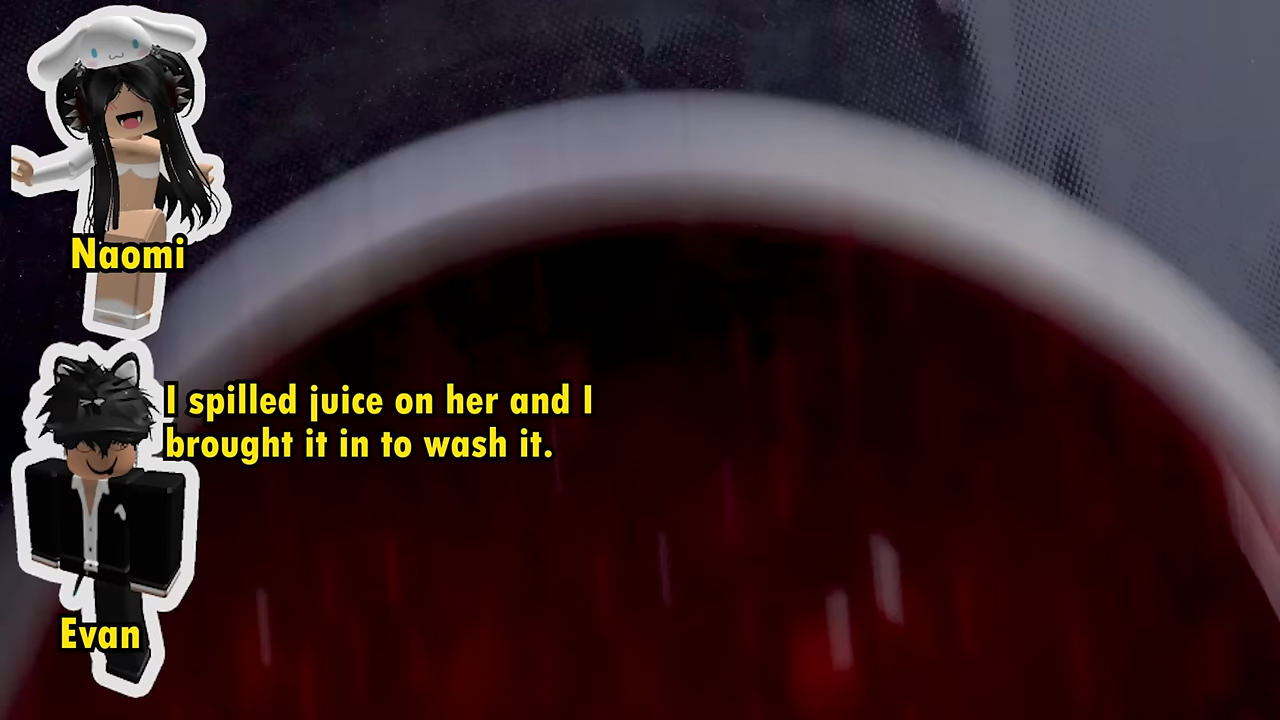 Naomi
I spilled juice on her and I
brought it in to wash it.
Evan